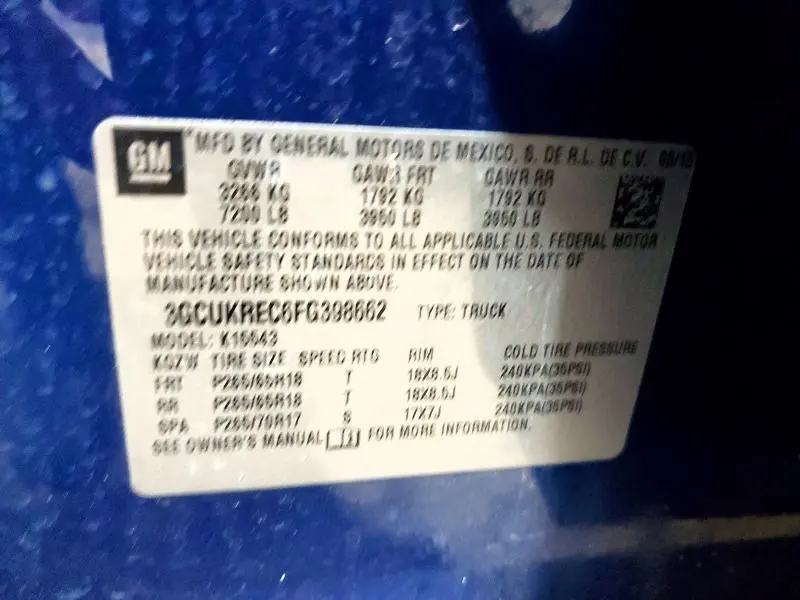 GM
MFD BY GENERAL MOTORS DE MEXICO, S. DE R.L. DE C.V.
GVWR GAWR FRT GAWR RR
3266 KG 1792 KG 1792 KG
7200 LB 3950 LB 3950 LB
THIS VEHICLE CONFORMS TO ALL APPLICABLE U.S. FEDERAL MOTOR
VEHICLE SAFETY STANDARDS IN EFFECT ON THE DATE OF
MANUFACTURE SHOWN ABOVE.
3GCUKREC6FG398662 TYPE: TRUCK
MODEL: K15543
KGZW TIRE SIZE SPEED RTG RIM COLD TIRE PRESSURE
FRT P265/65R18 T 18X8.5J 240KPA(35PSI)
RR P265/65R18 T 18X8.5J 240KPA(35PSI)
SPA P265/70R17 S 17X7J 240KPA(35PSI)
SEE OWNER'S MANUAL FOR MORE INFORMATION.